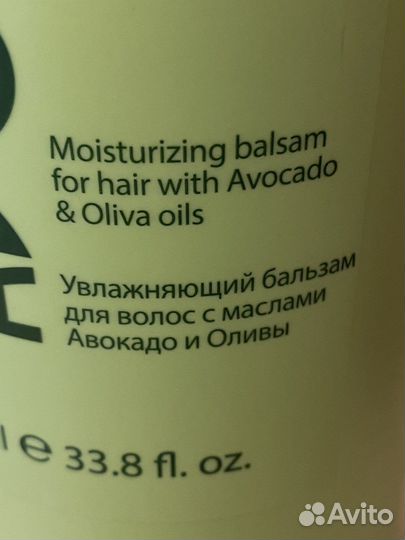 Moisturizing balsam
for hair with Avocado
& Oliva oils
Увлажняющий бальзам
для волос с маслами
Авокадо и Оливы
l ℮ 33.8 fl. oz.
Avito